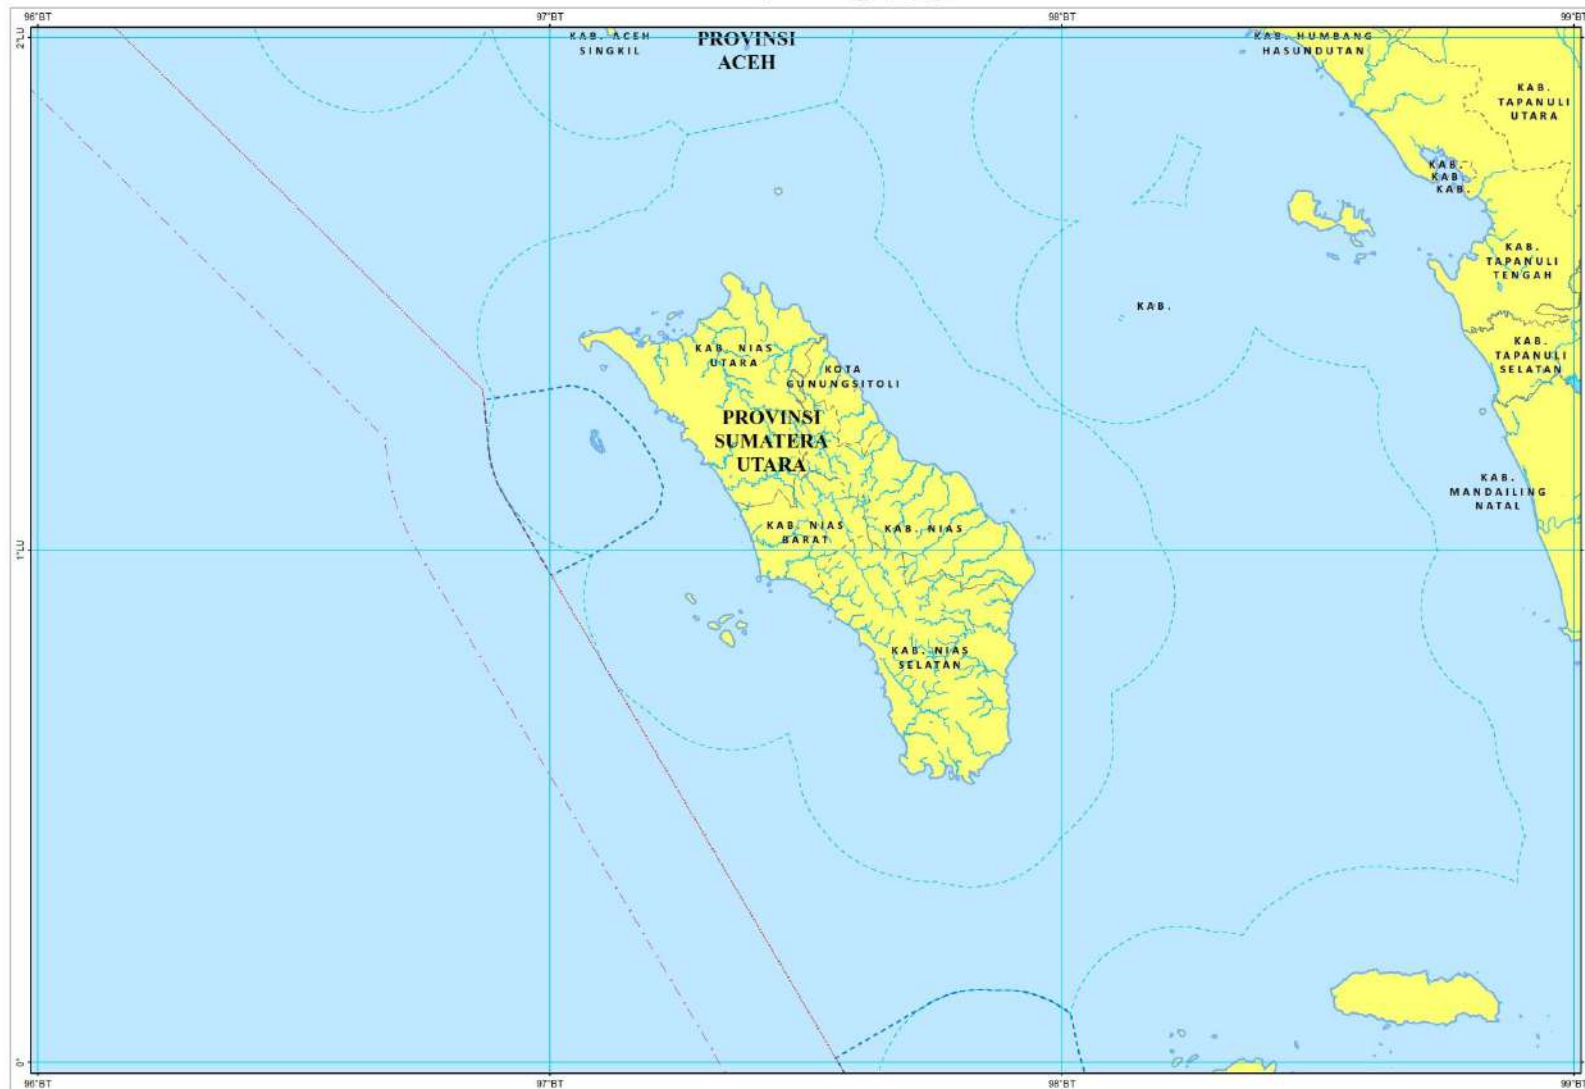 96°BT
97°BT
98°BT
99°BT
2°LU
KAB. ACEH
SINGKIL
PROVINSI
ACEH
KAB. HUMBANG
HASUNDUTAN
KAB.
TAPANULI
UTARA
KAB.
KAB.
KAB.
KAB.
TAPANULI
TENGAH
KAB.
KAB. NIAS
UTARA
KOTA
GUNUNGSITOLI
KAB.
TAPANULI
SELATAN
PROVINSI
SUMATERA
UTARA
KAB.
MANDAILING
NATAL
KAB. NIAS
BARAT
KAB. NIAS
1°LU
KAB. NIAS
SELATAN
0°
96°BT
97°BT
98°BT
99°BT